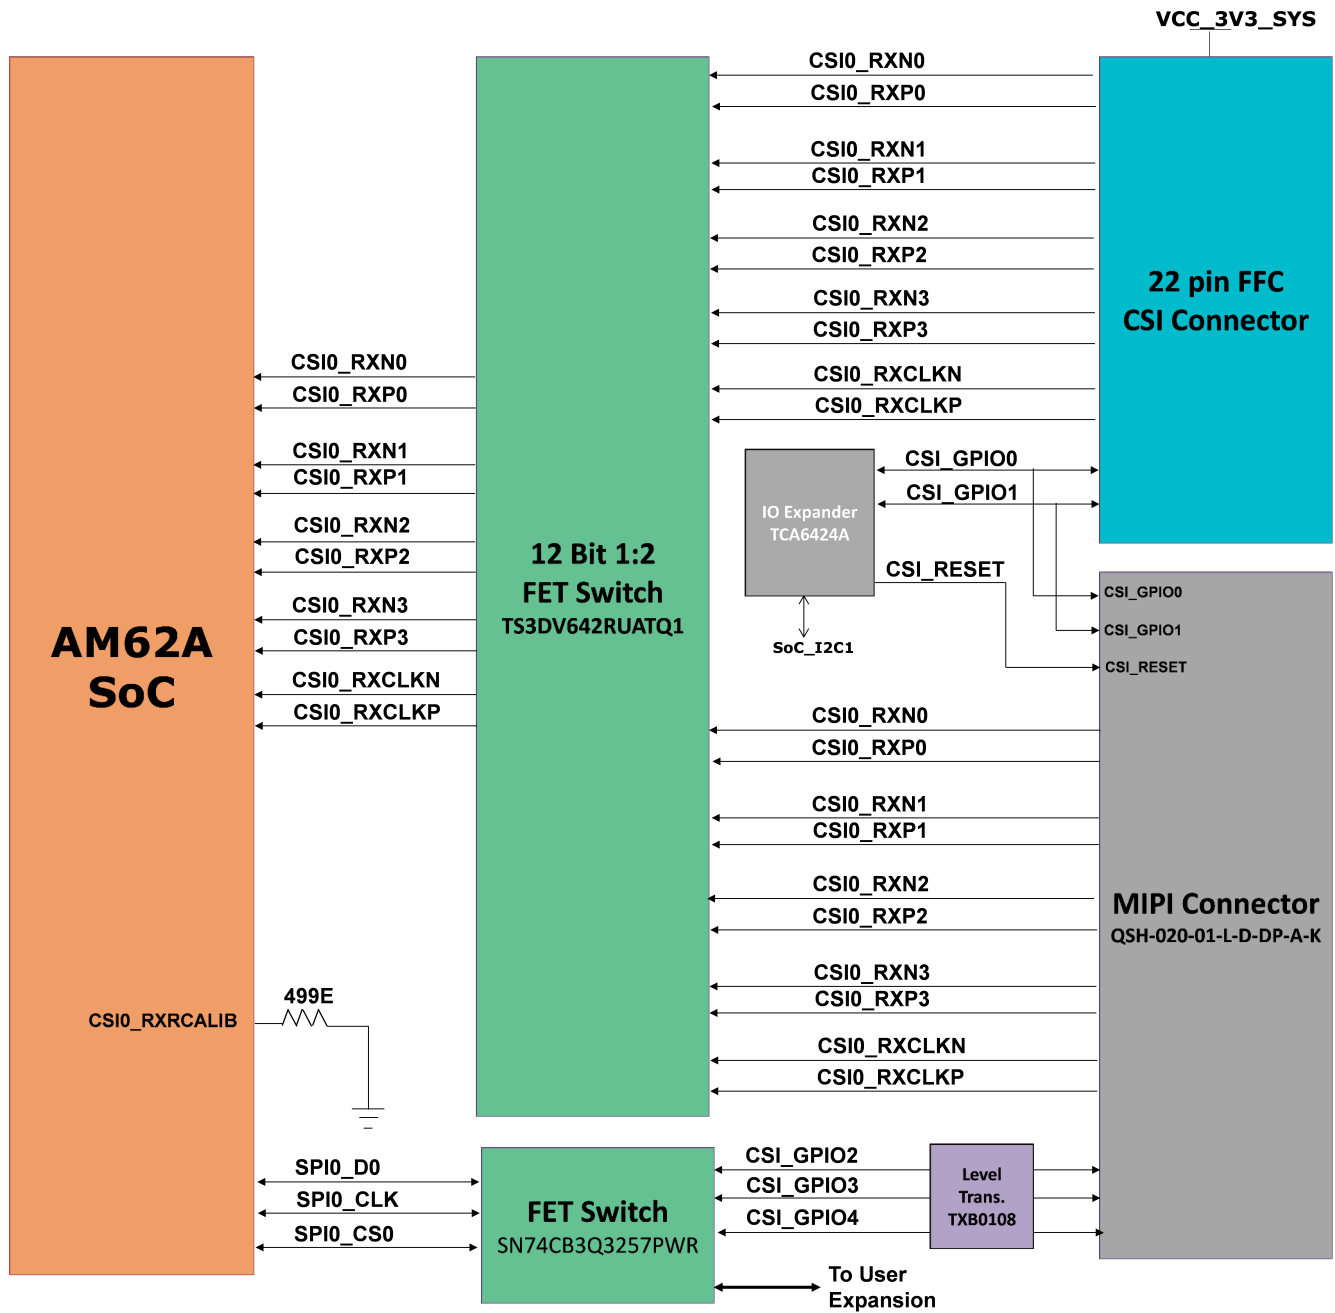 VCC_3V3_SYS
AM62A
SoC
CSI0_RXN0
CSI0_RXP0
CSI0_RXN1
CSI0_RXP1
CSI0_RXN2
CSI0_RXP2
CSI0_RXN3
CSI0_RXP3
CSI0_RXCLKN
CSI0_RXCLKP
499E
CSI0_RXRCALIB
SPI0_D0
SPI0_CLK
SPI0_CS0
12 Bit 1:2
FET Switch
TS3DV642RUATQ1
FET Switch
SN74CB3Q3257PWR
CSI0_RXN0
CSI0_RXP0
CSI0_RXN1
CSI0_RXP1
CSI0_RXN2
CSI0_RXP2
CSI0_RXN3
CSI0_RXP3
CSI0_RXCLKN
CSI0_RXCLKP
22 pin FFC
CSI Connector
IO Expander
TCA6424A
CSI_GPIO0
CSI_GPIO1
CSI_RESET
SoC_I2C1
CSI_GPIO0
CSI_GPIO1
CSI_RESET
CSI0_RXN0
CSI0_RXP0
CSI0_RXN1
CSI0_RXP1
CSI0_RXN2
CSI0_RXP2
CSI0_RXN3
CSI0_RXP3
CSI0_RXCLKN
CSI0_RXCLKP
MIPI Connector
QSH-020-01-L-D-DP-A-K
CSI_GPIO2
CSI_GPIO3
CSI_GPIO4
Level
Trans.
TXB0108
To User
Expansion